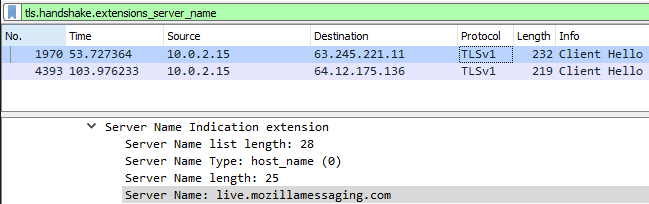 tls.handshake.extensions_server_name
No. Time Source Destination Protocol Length Info
1970 53.727364 10.0.2.15 63.245.221.11 TLSv1 232 Client Hello
4393 103.976233 10.0.2.15 64.12.175.136 TLSv1 219 Client Hello
Server Name Indication extension
Server Name list length: 28
Server Name Type: host_name (0)
Server Name length: 25
Server Name: live.mozillamessaging.com